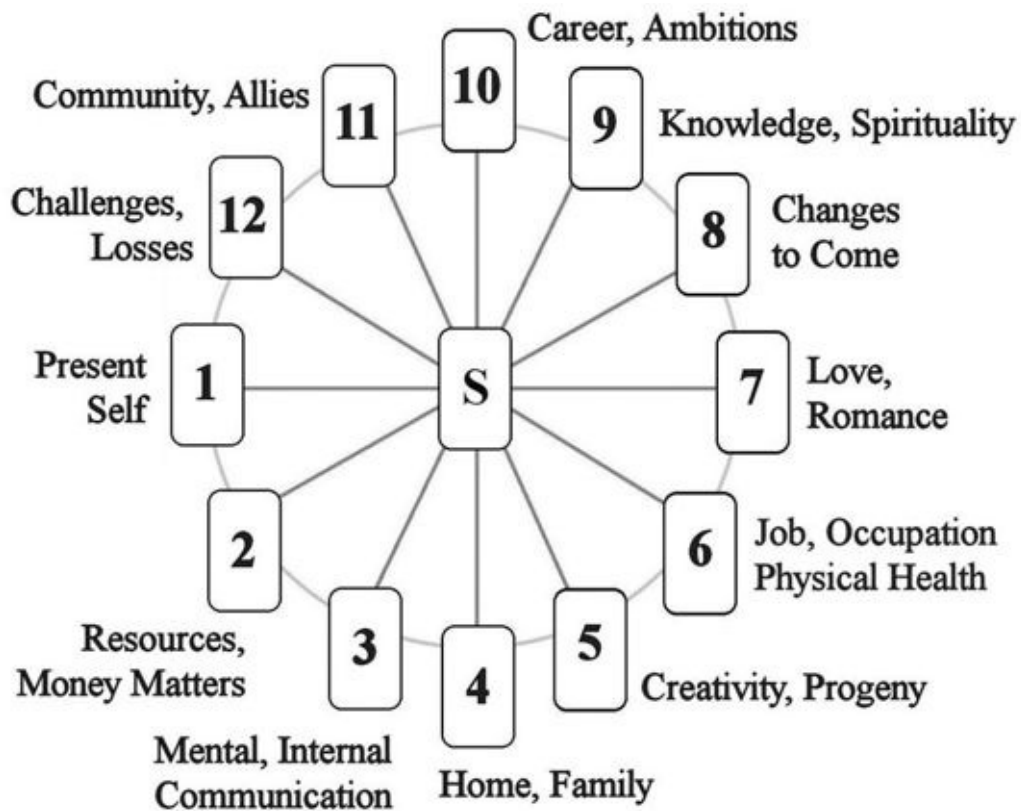 10
Career, Ambitions
11
Community, Allies
9
Knowledge, Spirituality
12
Challenges,
Losses
8
Changes
to Come
1
Present
Self
S
7
Love,
Romance
2
Resources,
Money Matters
6
Job, Occupation
Physical Health
3
Mental, Internal
Communication
4
Home, Family
5
Creativity, Progeny